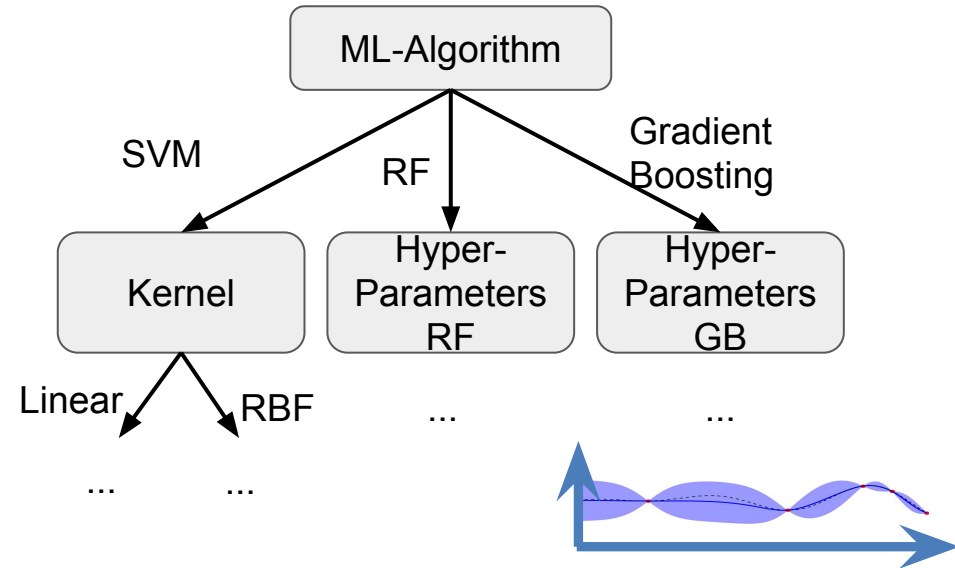 ML-Algorithm
SVM
RF
Gradient
Boosting
Kernel
Hyper-
Parameters
RF
Hyper-
Parameters
GB
Linear
RBF
...
...
...
...